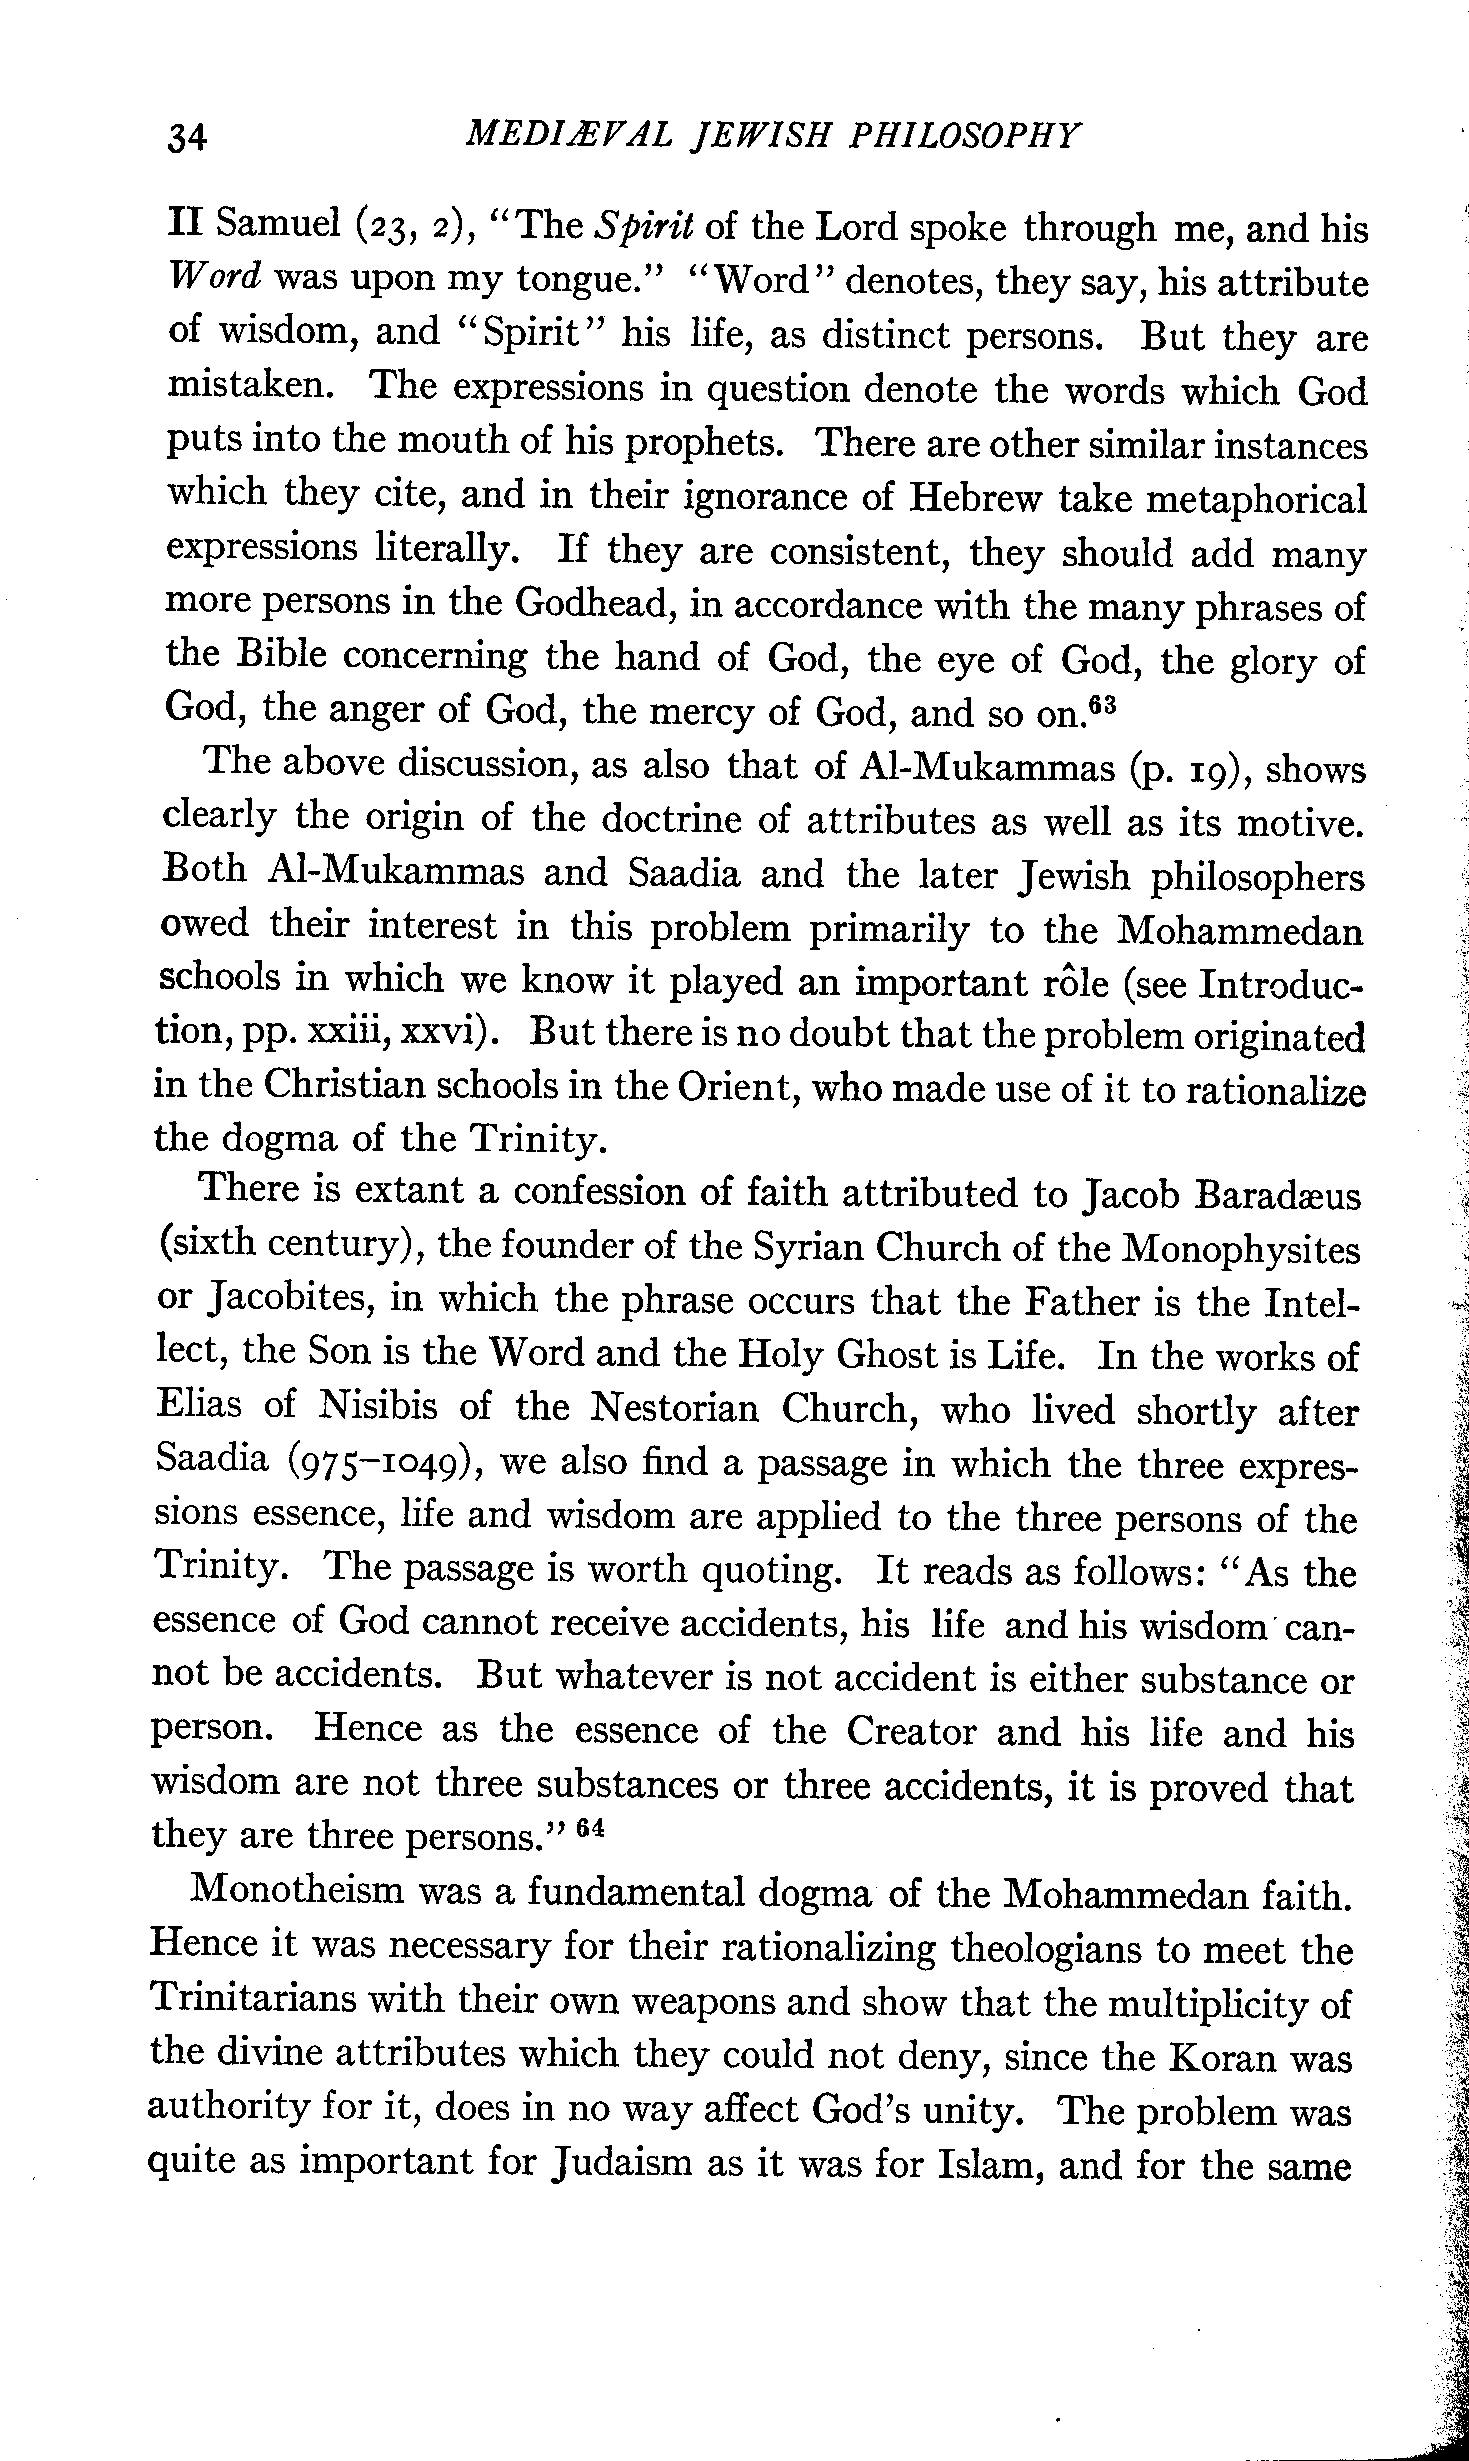 34 MEDIÆVAL JEWISH PHILOSOPHY
II Samuel (23, 2), "The Spirit of the Lord spoke through me, and his
Word was upon my tongue." "Word" denotes, they say, his attribute
of wisdom, and "Spirit" his life, as distinct persons. But they are
mistaken. The expressions in question denote the words which God
puts into the mouth of his prophets. There are other similar instances
which they cite, and in their ignorance of Hebrew take metaphorical
expressions literally. If they are consistent, they should add many
more persons in the Godhead, in accordance with the many phrases of
the Bible concerning the hand of God, the eye of God, the glory of
God, the anger of God, the mercy of God, and so on.⁶³
The above discussion, as also that of Al-Mukammas (p. 19), shows
clearly the origin of the doctrine of attributes as well as its motive.
Both Al-Mukammas and Saadia and the later Jewish philosophers
owed their interest in this problem primarily to the Mohammedan
schools in which we know it played an important rôle (see Introduc-
tion, pp. xxiii, xxvi). But there is no doubt that the problem originated
in the Christian schools in the Orient, who made use of it to rationalize
the dogma of the Trinity.
There is extant a confession of faith attributed to Jacob Baradæus
(sixth century), the founder of the Syrian Church of the Monophysites
or Jacobites, in which the phrase occurs that the Father is the Intel-
lect, the Son is the Word and the Holy Ghost is Life. In the works of
Elias of Nisibis of the Nestorian Church, who lived shortly after
Saadia (975–1049), we also find a passage in which the three expres-
sions essence, life and wisdom are applied to the three persons of the
Trinity. The passage is worth quoting. It reads as follows: "As the
essence of God cannot receive accidents, his life and his wisdom can-
not be accidents. But whatever is not accident is either substance or
person. Hence as the essence of the Creator and his life and his
wisdom are not three substances or three accidents, it is proved that
they are three persons." ⁶⁴
Monotheism was a fundamental dogma of the Mohammedan faith.
Hence it was necessary for their rationalizing theologians to meet the
Trinitarians with their own weapons and show that the multiplicity of
the divine attributes which they could not deny, since the Koran was
authority for it, does in no way affect God's unity. The problem was
quite as important for Judaism as it was for Islam, and for the same